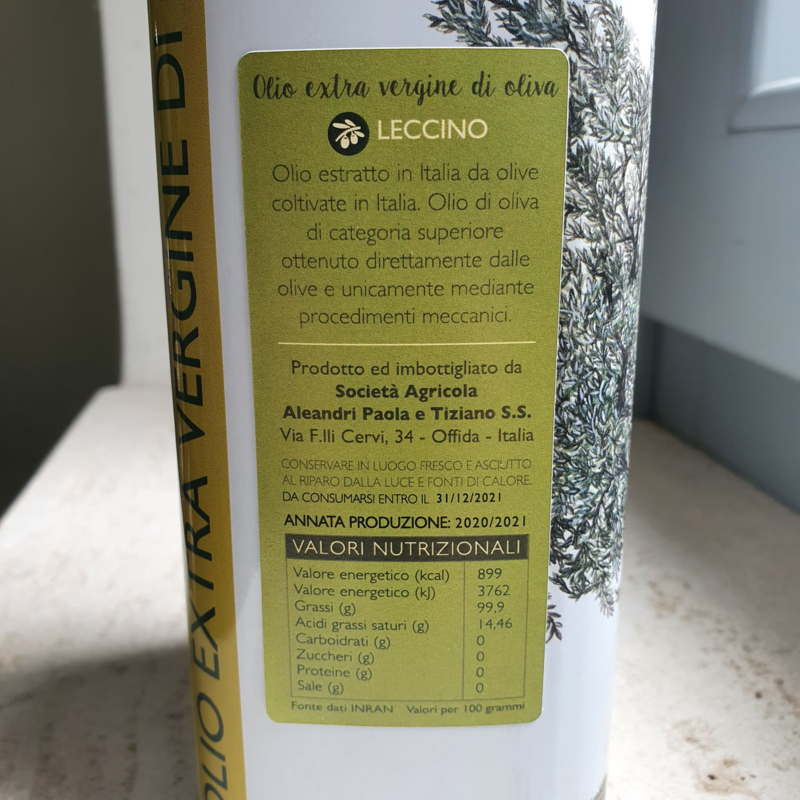 OLIO EXTRA VERGINE DI
Olio extra vergine di oliva
LECCINO
Olio estratto in Italia da olive
coltivate in Italia. Olio di oliva
di categoria superiore
ottenuto direttamente dalle
olive e unicamente mediante
procedimenti meccanici.
Prodotto ed imbottigliato da
Società Agricola
Aleandri Paola e Tiziano S.S.
Via F.lli Cervi, 34 - Offida - Italia
CONSERVARE IN LUOGO FRESCO E ASCIUTTO
AL RIPARO DALLA LUCE E FONTI DI CALORE.
DA CONSUMARSI ENTRO IL 31/12/2021
ANNATA PRODUZIONE: 2020/2021
VALORI NUTRIZIONALI
Valore energetico (kcal) 899
Valore energetico (kJ) 3762
Grassi (g) 99,9
Acidi grassi saturi (g) 14,46
Carboidrati (g) 0
Zuccheri (g) 0
Proteine (g) 0
Sale (g) 0
Fonte dati INRAN Valori per 100 grammi